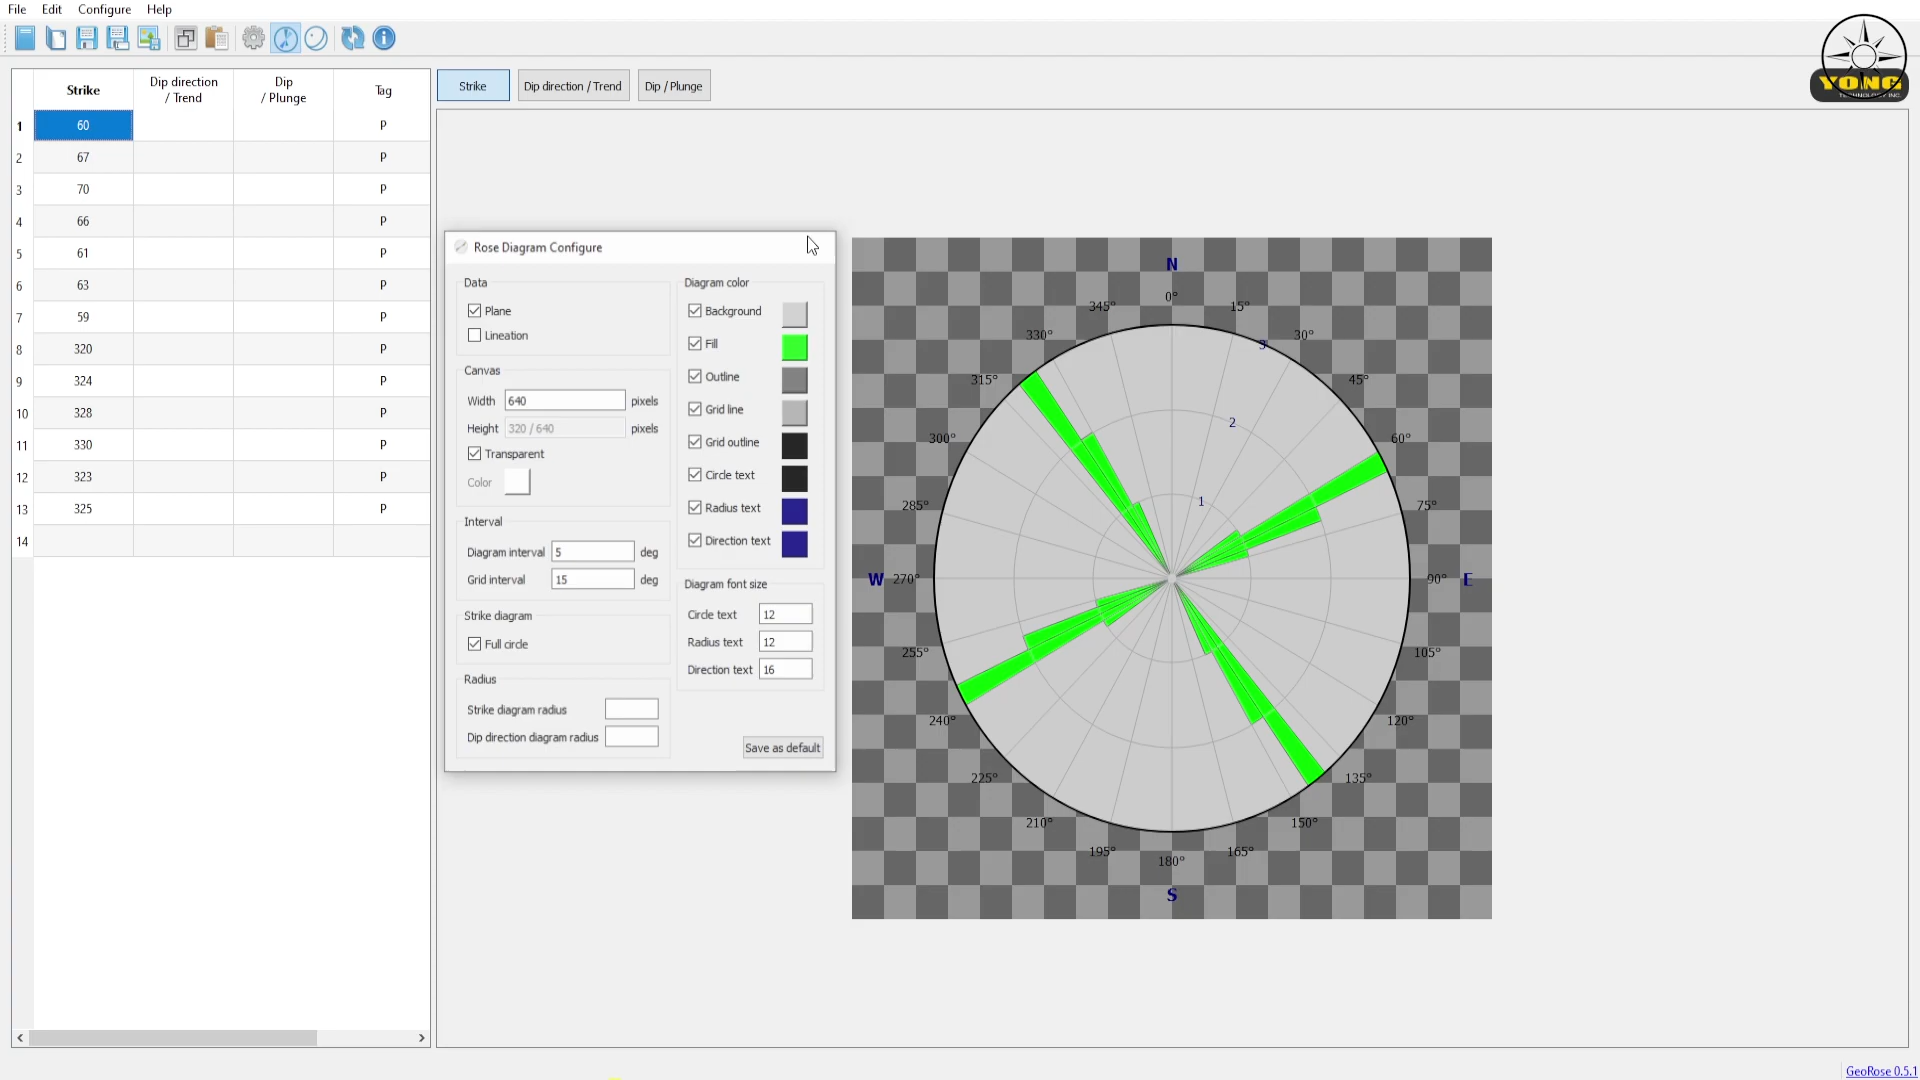 File Edit Configure Help
YONG
TECHNOLOGY INC.
Strike
Dip direction
/ Trend
Dip
/ Plunge
Tag
Strike
Dip direction / Trend
Dip / Plunge
1 60 P
2 67 P
3 70 P
4 66 P
5 61 P
6 63 P
7 59 P
8 320 P
9 324 P
10 328 P
11 330 P
12 323 P
13 325 P
14
Rose Diagram Configure
Data
Plane
Lineation
Canvas
Width 640 pixels
Height 320 / 640 pixels
Transparent
Color
Interval
Diagram interval 5 deg
Grid interval 15 deg
Strike diagram
Full circle
Radius
Strike diagram radius
Dip direction diagram radius
Diagram color
Background
Fill
Outline
Grid line
Grid outline
Circle text
Radius text
Direction text
Diagram font size
Circle text 12
Radius text 12
Direction text 16
Save as default
N
0°
345° 15°
330° 30°
3
315° 45°
2
300° 60°
1
285° 75°
W 270° 90° E
255° 105°
240° 120°
225° 135°
210° 150°
195° 165°
180°
S
GeoRose 0.5.1